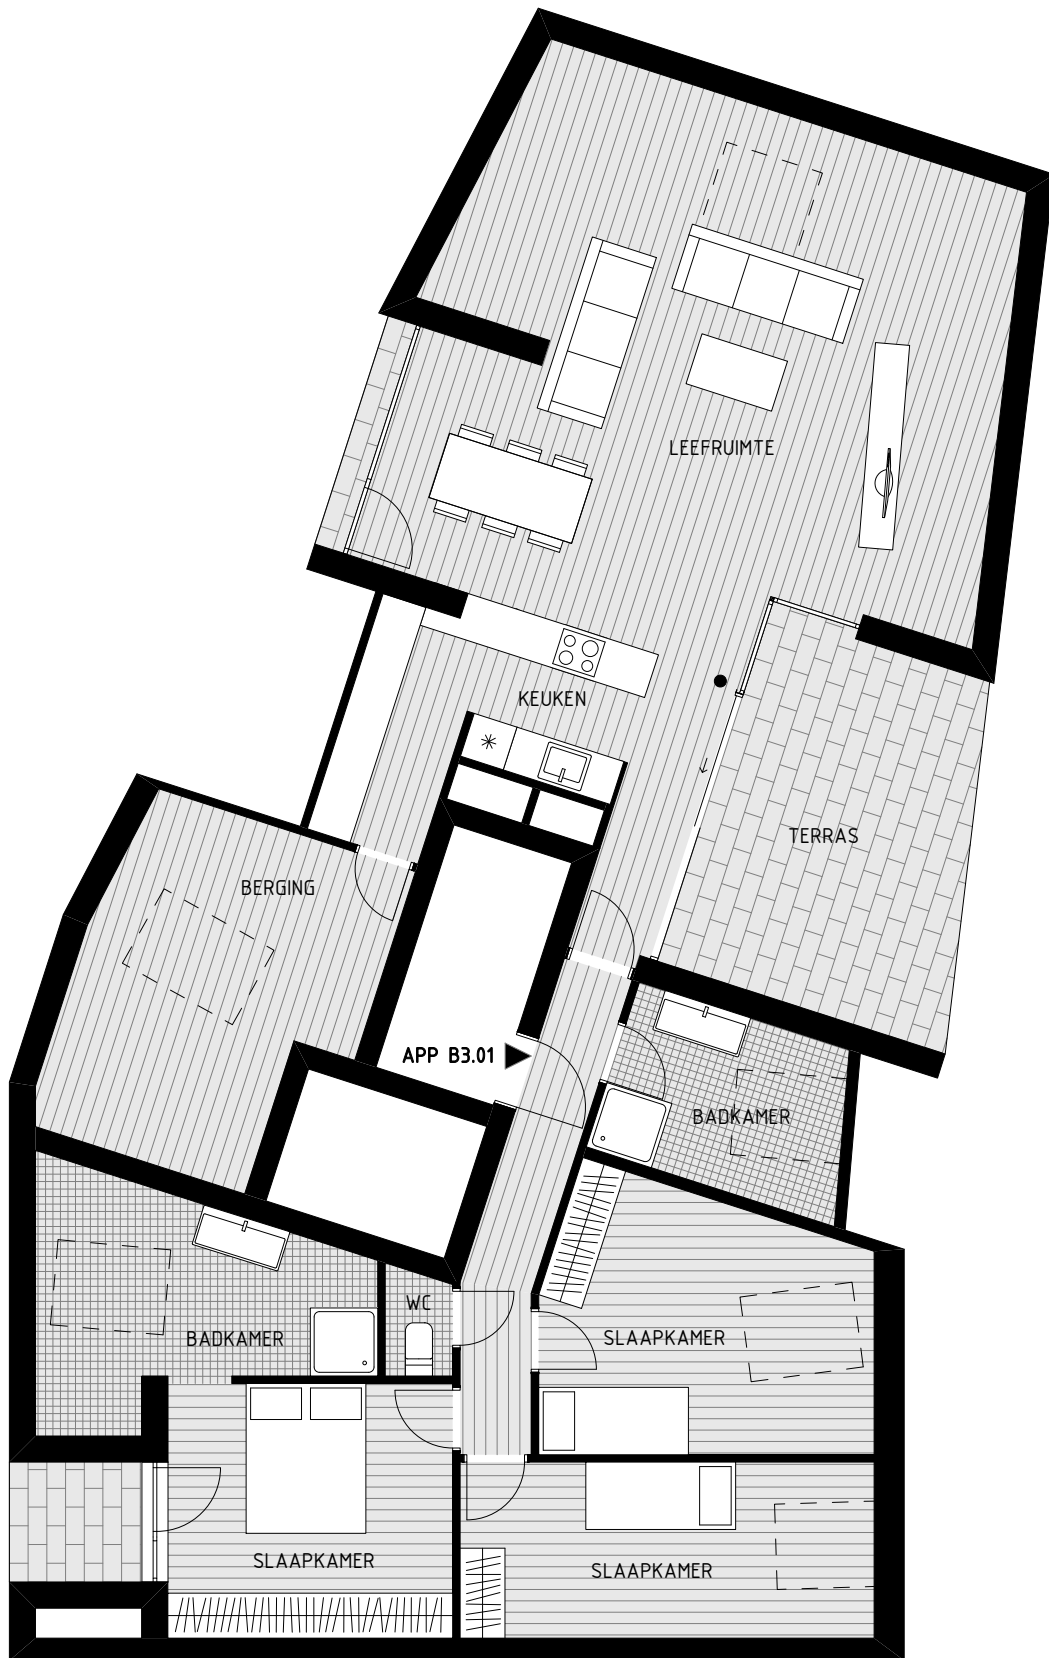 LEEFRUIMTE
KEUKEN
TERRAS
BERGING
APP B3.01
BADKAMER
WC
BADKAMER
SLAAPKAMER
SLAAPKAMER
SLAAPKAMER